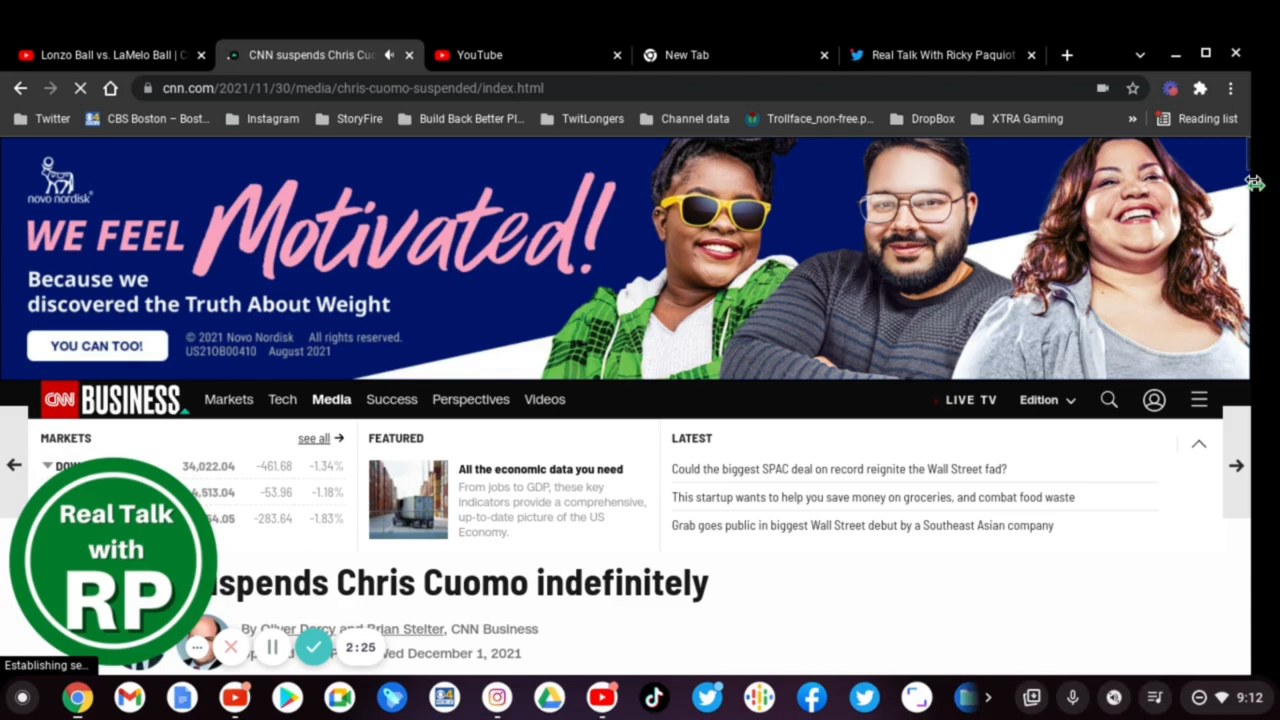 Lonzo Ball vs. LaMelo Ball | C
CNN suspends Chris Cu
YouTube
New Tab
Real Talk With Ricky Paquiot
cnn.com/2021/11/30/media/chris-cuomo-suspended/index.html
Twitter
CBS Boston – Bost...
Instagram
StoryFire
Build Back Better Pl...
TwitLongers
Channel data
Trollface_non-free.p...
DropBox
XTRA Gaming
»
Reading list
novo nordisk®
WE FEEL Motivated!
Because we
discovered the Truth About Weight
YOU CAN TOO!
© 2021 Novo Nordisk All rights reserved.
US21OB00410 August 2021
CNN BUSINESS
Markets
Tech
Media
Success
Perspectives
Videos
LIVE TV
Edition
MARKETS
see all
34,022.04 -461.68 -1.34%
4,513.04 -53.96 -1.18%
-283.64 -1.83%
FEATURED
All the economic data you need
From jobs to GDP, these key
indicators provide a comprehensive,
up-to-date picture of the US
Economy.
LATEST
Could the biggest SPAC deal on record reignite the Wall Street fad?
This startup wants to help you save money on groceries, and combat food waste
Grab goes public in biggest Wall Street debut by a Southeast Asian company
Real Talk
with
RP
spends Chris Cuomo indefinitely
By Oliver Darcy and Brian Stelter, CNN Business
Wed December 1, 2021
2:25
Establishing se...
9:12